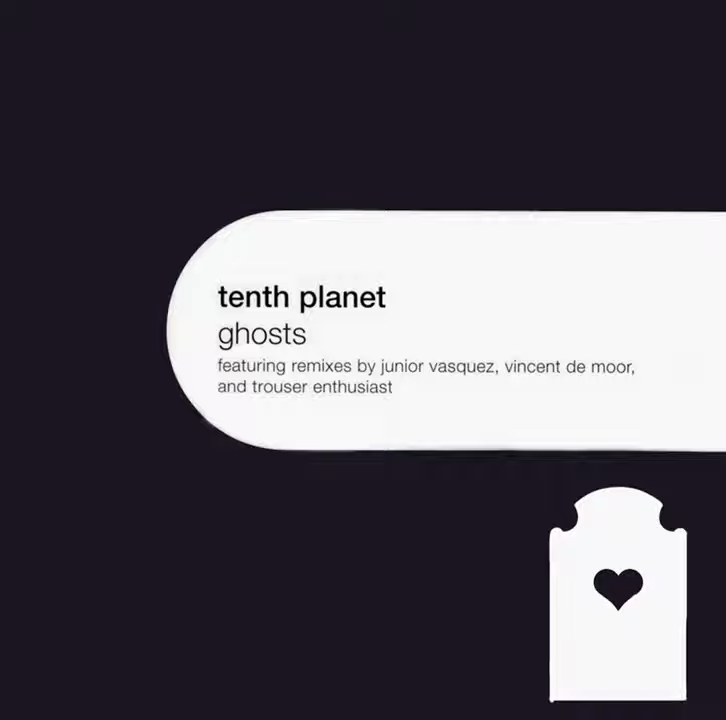 tenth planet
ghosts
featuring remixes by junior vasquez, vincent de moor,
and trouser enthusiast